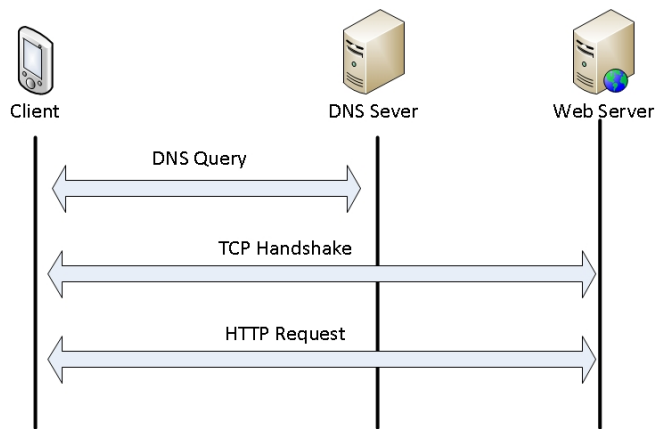 Client
DNS Sever
Web Server
DNS Query
TCP Handshake
HTTP Request